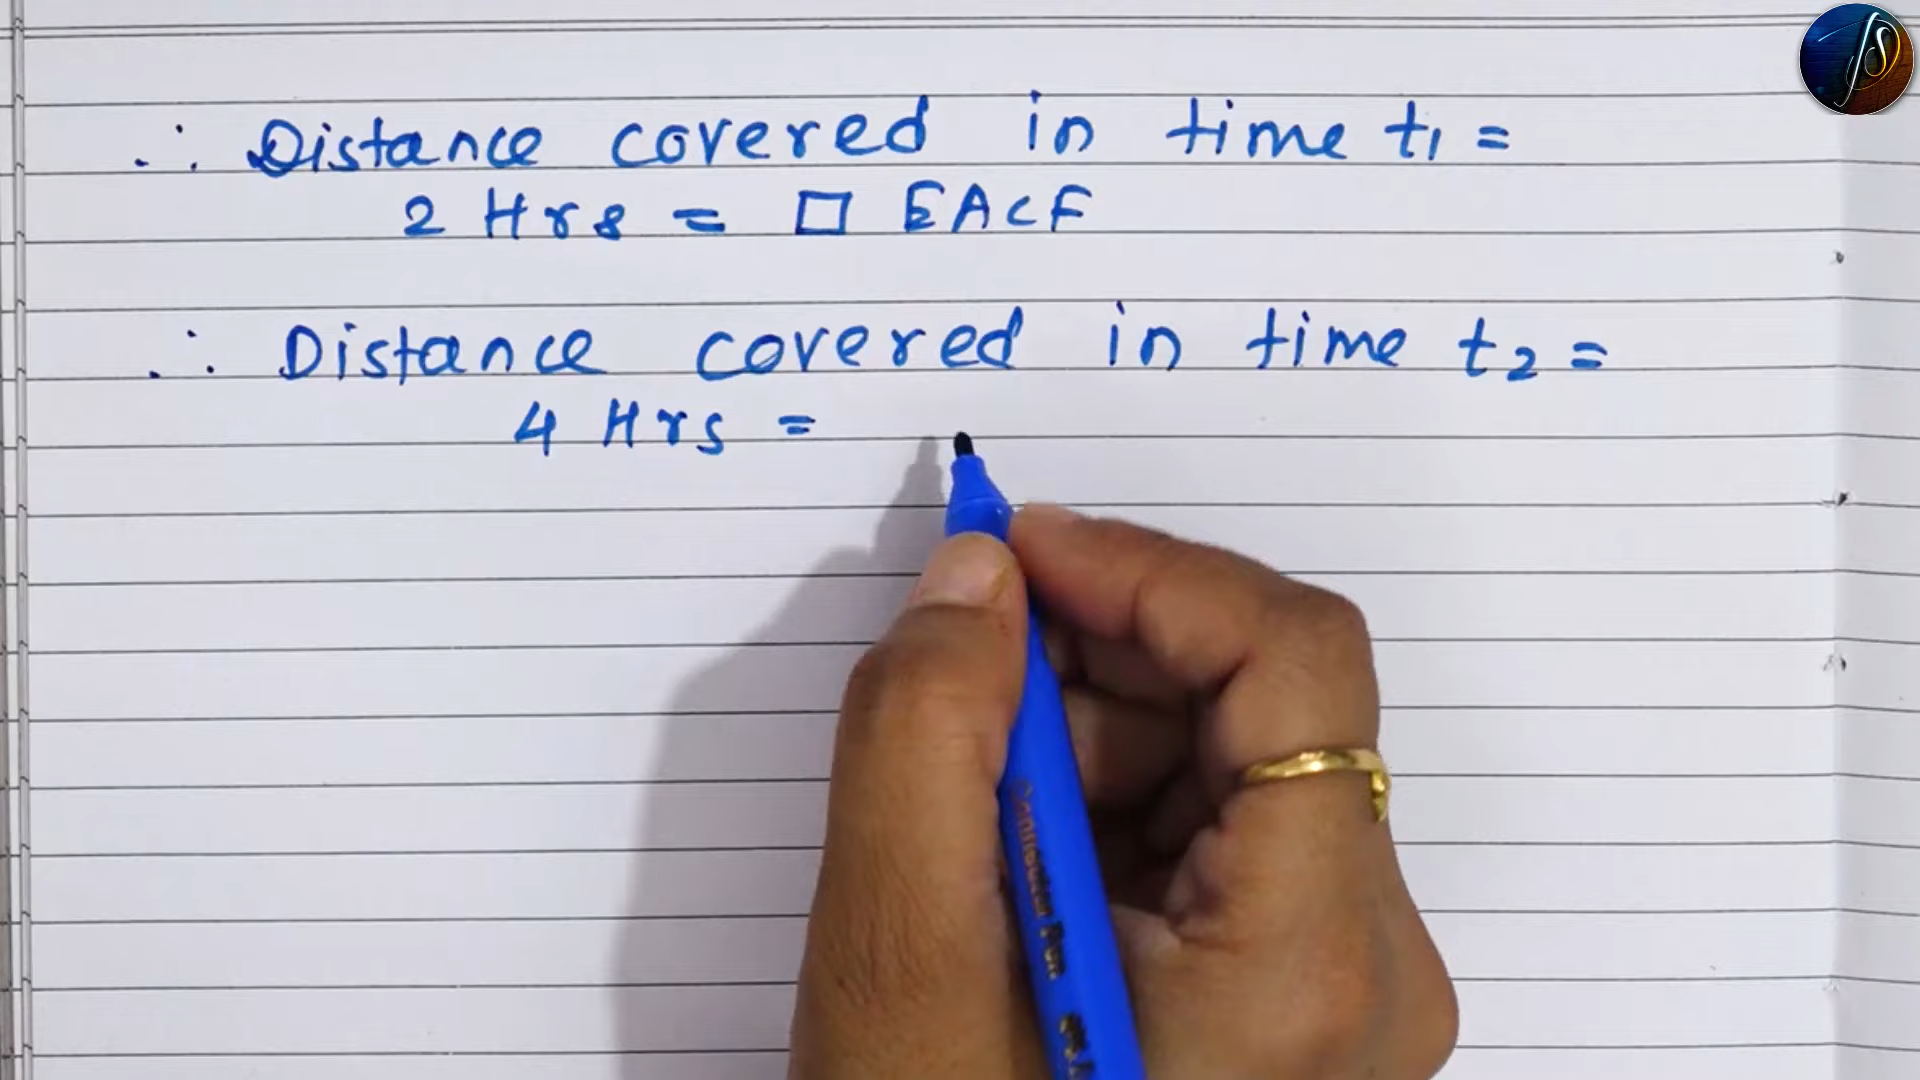 ∴ Distance covered in time t1 =
2 Hrs = □ EACF
∴ Distance covered in time t2 =
4 Hrs =